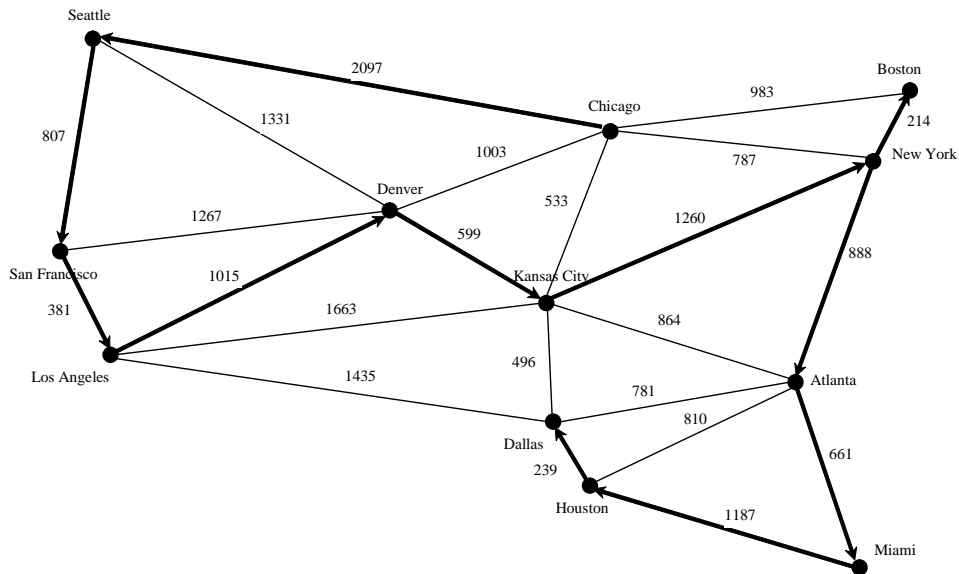 Seattle
Boston
2097
983
Chicago
214
1331
807
New York
1003
787
Denver
533
1260
1267
599
888
San Francisco
1015
Kansas City
381
1663
864
Los Angeles
496
1435
781
Atlanta
810
Dallas
661
239
Houston
1187
Miami